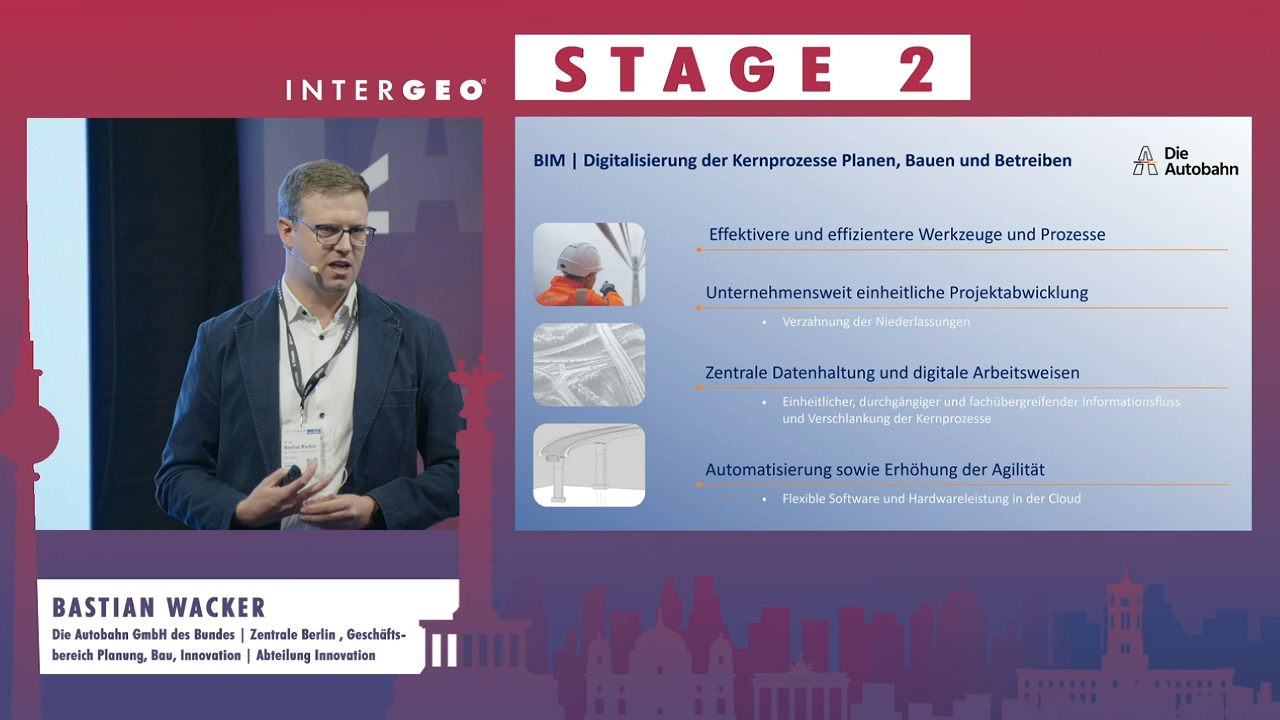 INTERGEO®
STAGE 2
BIM | Digitalisierung der Kernprozesse Planen, Bauen und Betreiben
Die
Autobahn
Effektivere und effizientere Werkzeuge und Prozesse
Unternehmensweit einheitliche Projektabwicklung
• Verzahnung der Niederlassungen
Zentrale Datenhaltung und digitale Arbeitsweisen
• Einheitlicher, durchgängiger und fachübergreifender Informationsfluss
und Verschlankung der Kernprozesse
Automatisierung sowie Erhöhung der Agilität
• Flexible Software und Hardwareleistung in der Cloud
Bastian Wacker
BASTIAN WACKER
Die Autobahn GmbH des Bundes | Zentrale Berlin , Geschäfts-
bereich Planung, Bau, Innovation | Abteilung Innovation